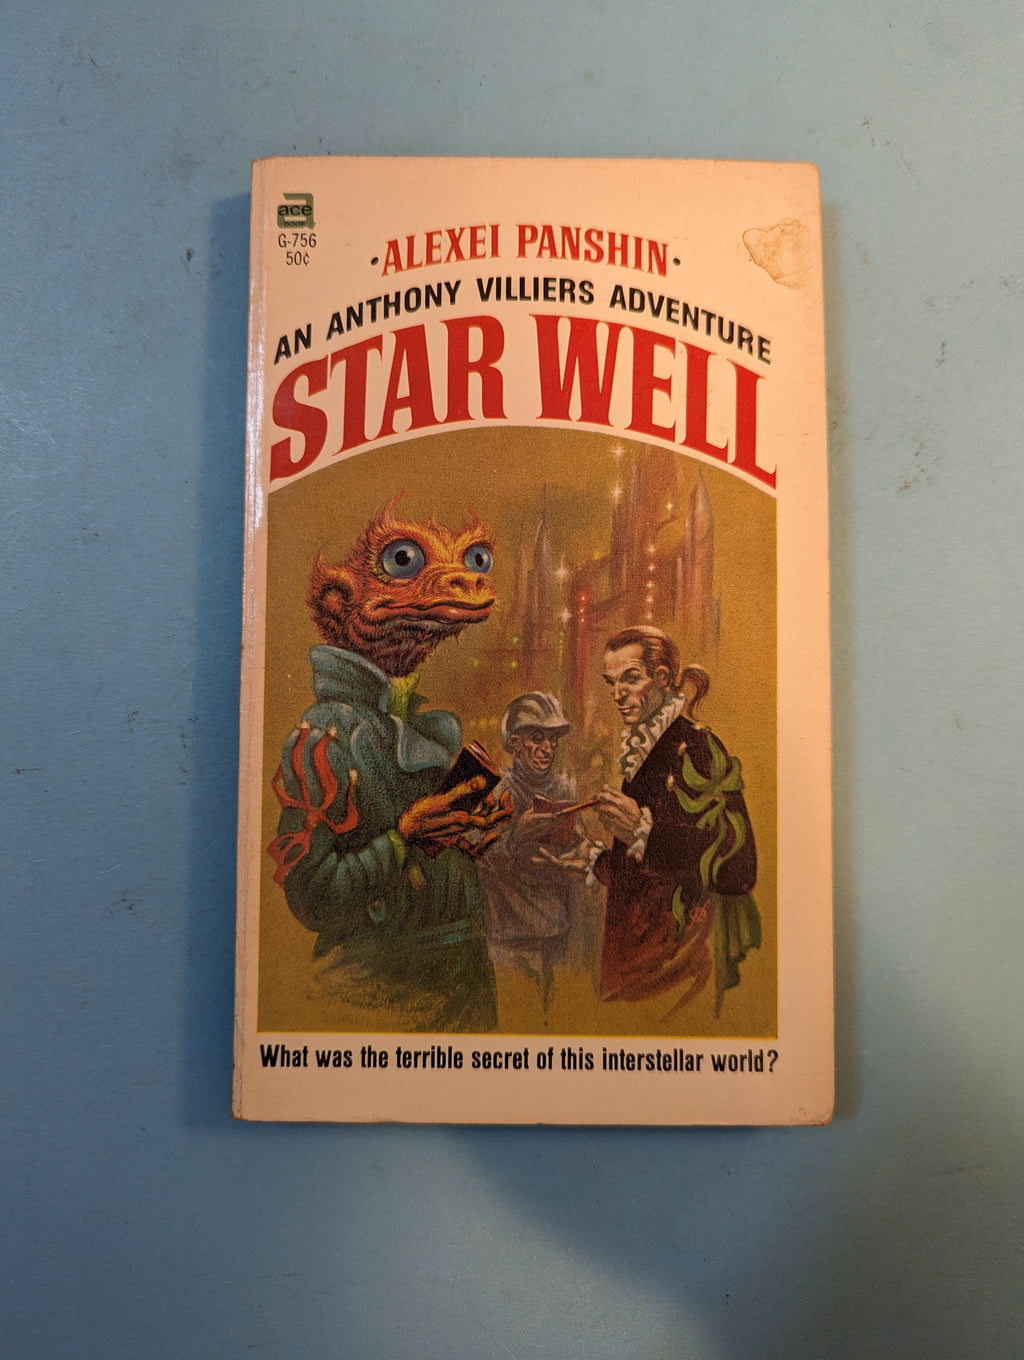 ace
BOOK
G-756
50¢
·ALEXEI PANSHIN·
AN ANTHONY VILLIERS ADVENTURE
STAR WELL
What was the terrible secret of this interstellar world?